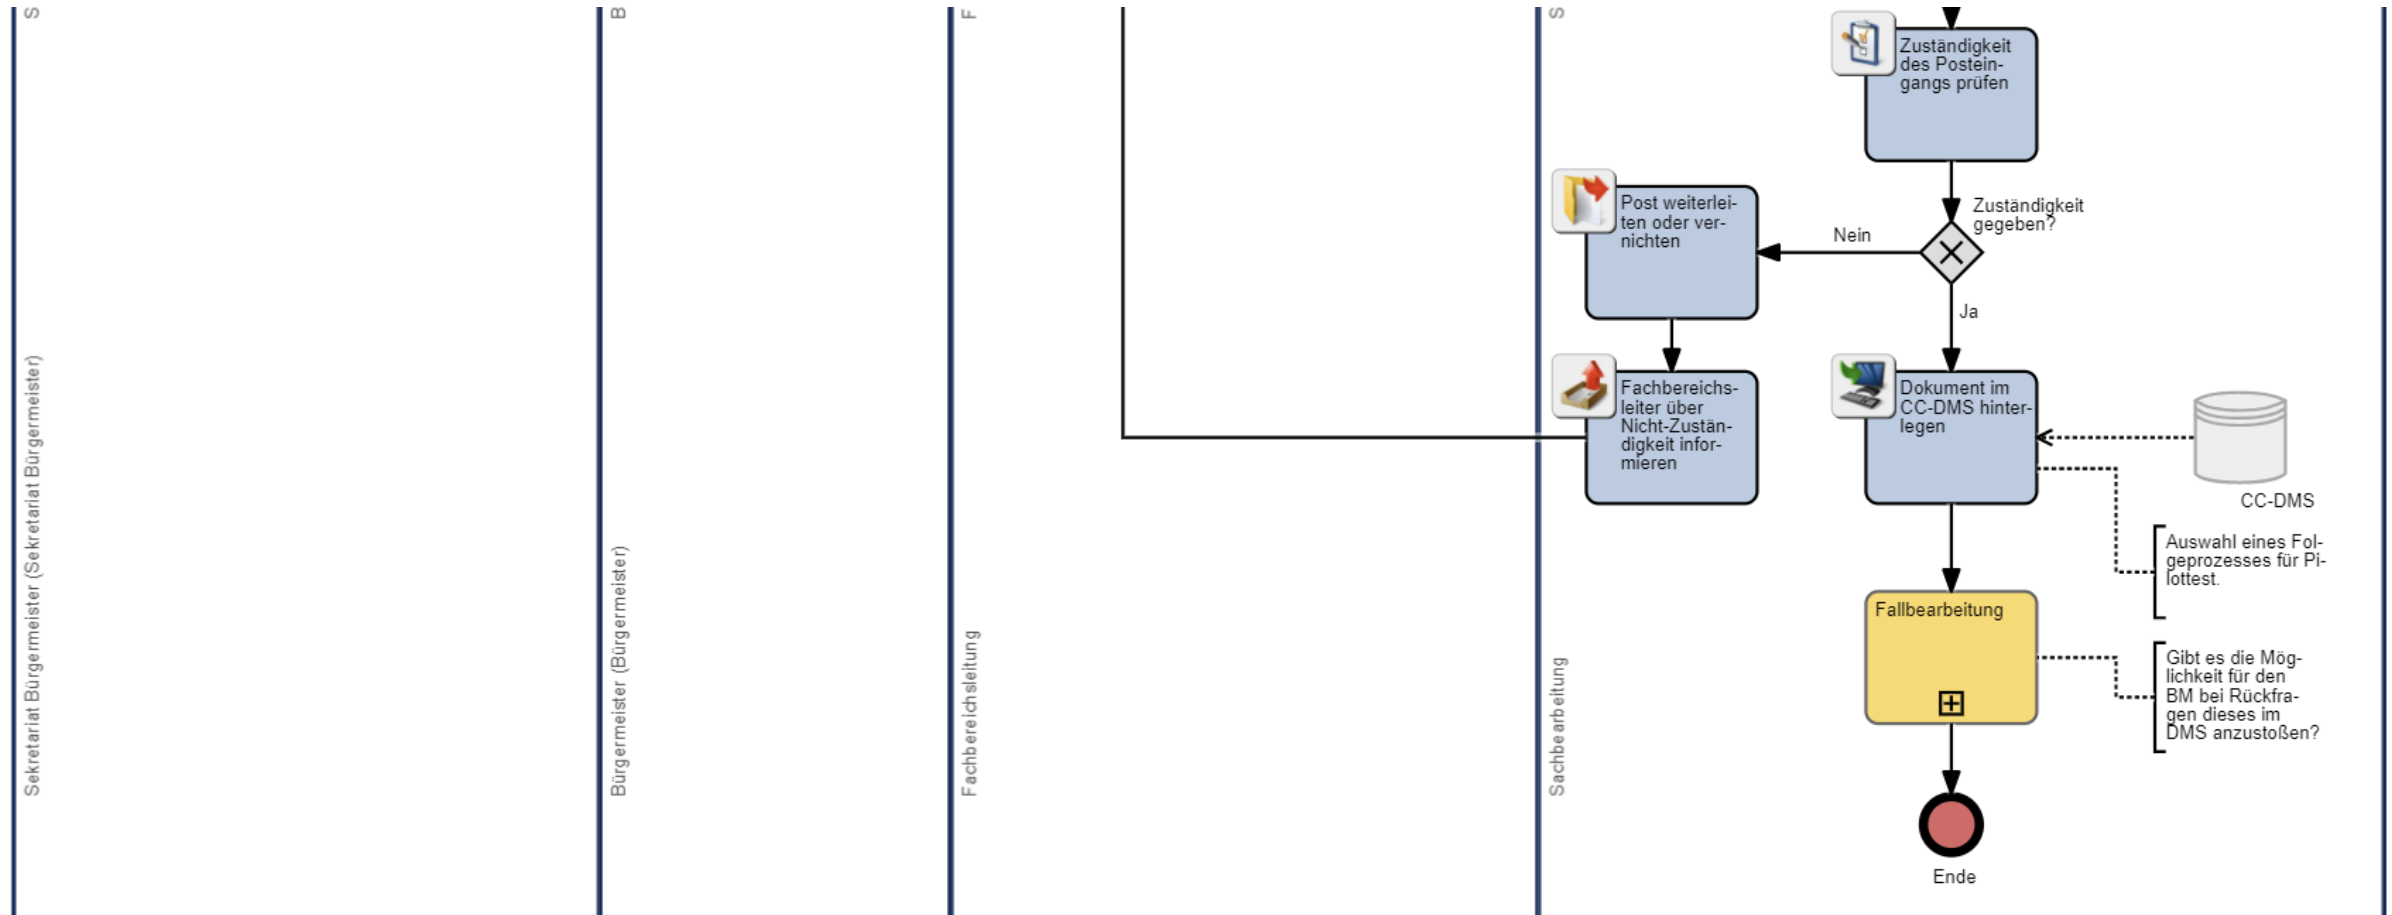 S
B
F
S
Zuständigkeit
des Postein-
gangs prüfen
Post weiterlei-
ten oder ver-
nichten
Nein
Zuständigkeit
gegeben?
Ja
Fachbereichs-
leiter über
Nicht-Zustän-
digkeit infor-
mieren
Dokument im
CC-DMS hinter-
legen
CC-DMS
Auswahl eines Fol-
geprozesses für Pi-
lottest.
Fallbearbeitung
Gibt es die Mög-
lichkeit für den
BM bei Rückfra-
gen dieses im
DMS anzustoßen?
Ende
Sekretariat Bürgermeister (Sekretariat Bürgermeister)
Bürgermeister (Bürgermeister)
Fachbereichsleitung
Sachbearbeitung